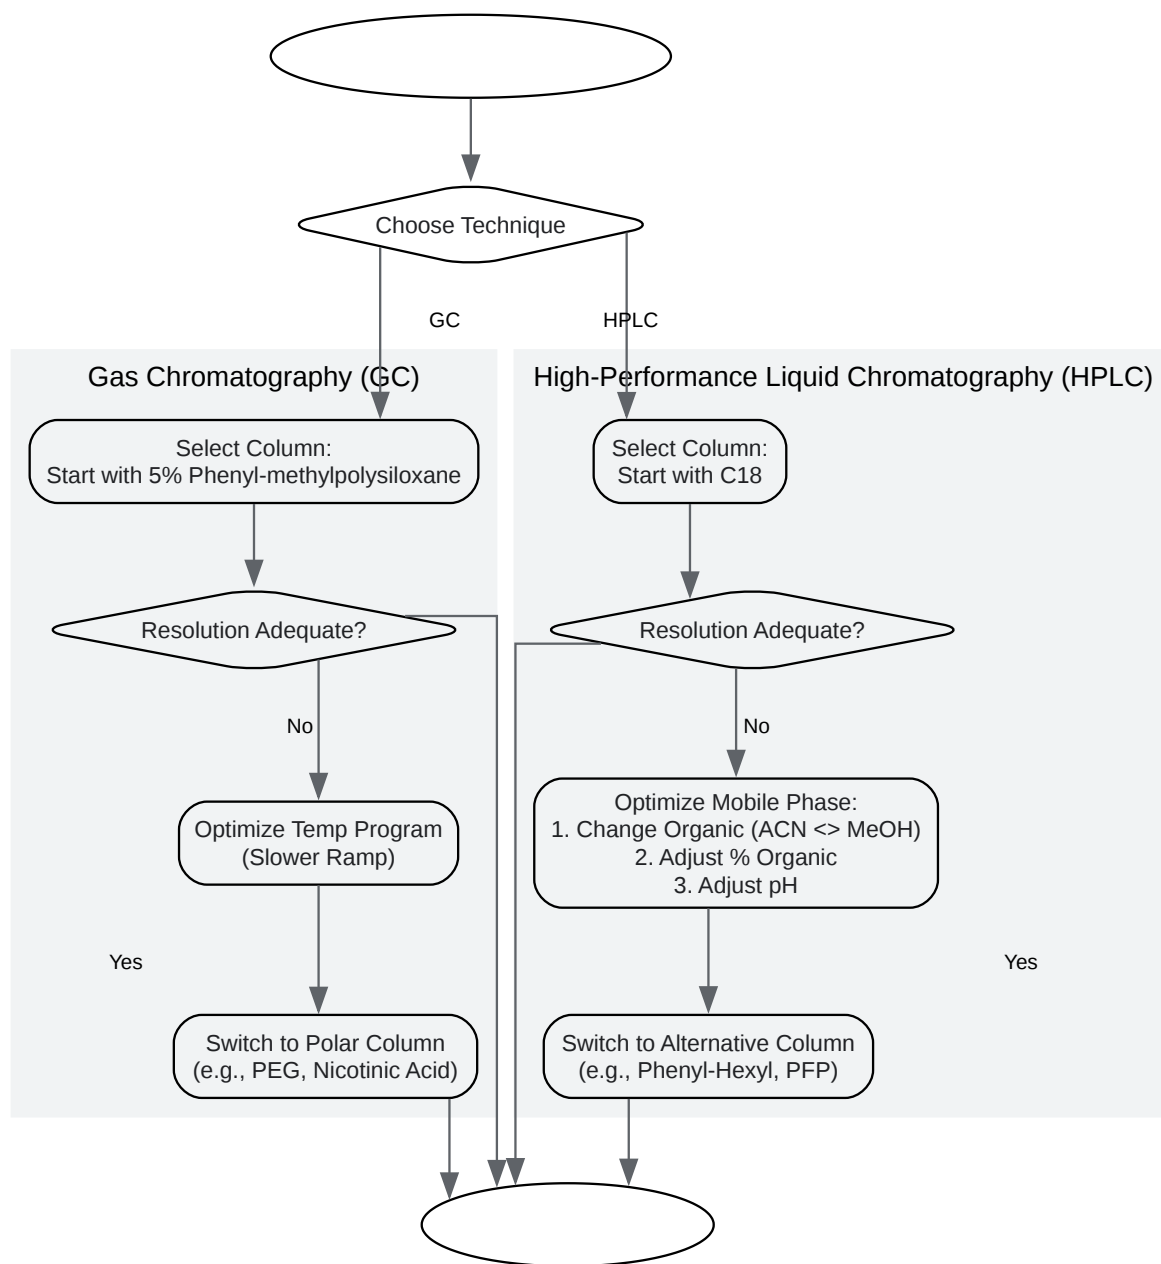 Choose Technique
GC
HPLC
Gas Chromatography (GC)
High-Performance Liquid Chromatography (HPLC)
Select Column:
Start with 5% Phenyl-methylpolysiloxane
Select Column:
Start with C18
Resolution Adequate?
Resolution Adequate?
No
No
Optimize Temp Program
(Slower Ramp)
Optimize Mobile Phase:
1. Change Organic (ACN <> MeOH)
2. Adjust % Organic
3. Adjust pH
Yes
Yes
Switch to Polar Column
(e.g., PEG, Nicotinic Acid)
Switch to Alternative Column
(e.g., Phenyl-Hexyl, PFP)